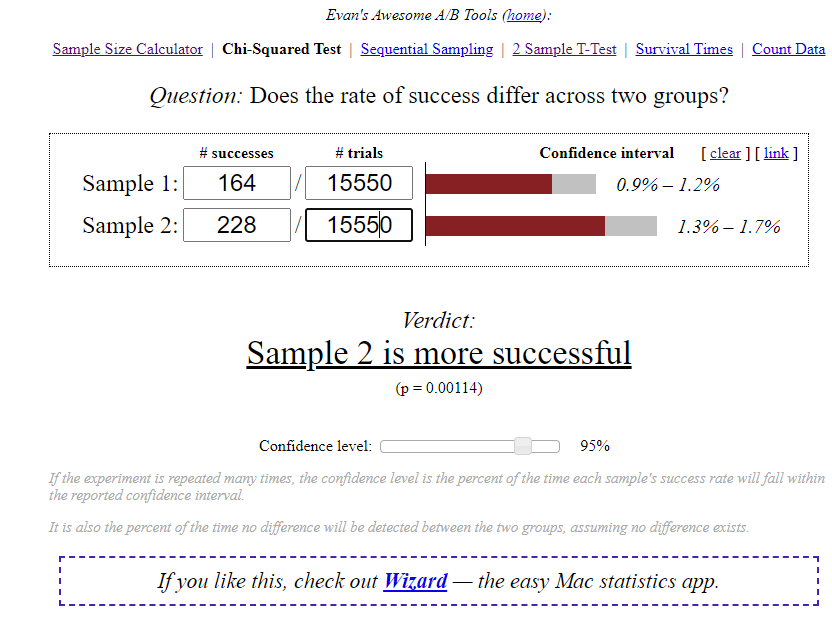 Evan's Awesome A/B Tools (home):
Sample Size Calculator | Chi-Squared Test | Sequential Sampling | 2 Sample T-Test | Survival Times | Count Data
Question: Does the rate of success differ across two groups?
# successes # trials Confidence interval [ clear ] [ link ]
Sample 1: 164 / 15550 0.9% – 1.2%
Sample 2: 228 / 15550 1.3% – 1.7%
Verdict:
Sample 2 is more successful
(p = 0.00114)
Confidence level: 95%
If the experiment is repeated many times, the confidence level is the percent of the time each sample's success rate will fall within
the reported confidence interval.
It is also the percent of the time no difference will be detected between the two groups, assuming no difference exists.
If you like this, check out Wizard — the easy Mac statistics app.